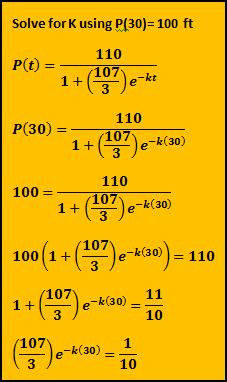 Solve for K using P(30)= 100 ft
P(t) = 110 / (1 + (107/3) e^(-kt))
P(30) = 110 / (1 + (107/3) e^(-k(30)))
100 = 110 / (1 + (107/3) e^(-k(30)))
100 (1 + (107/3) e^(-k(30))) = 110
1 + (107/3) e^(-k(30)) = 11/10
(107/3) e^(-k(30)) = 1/10